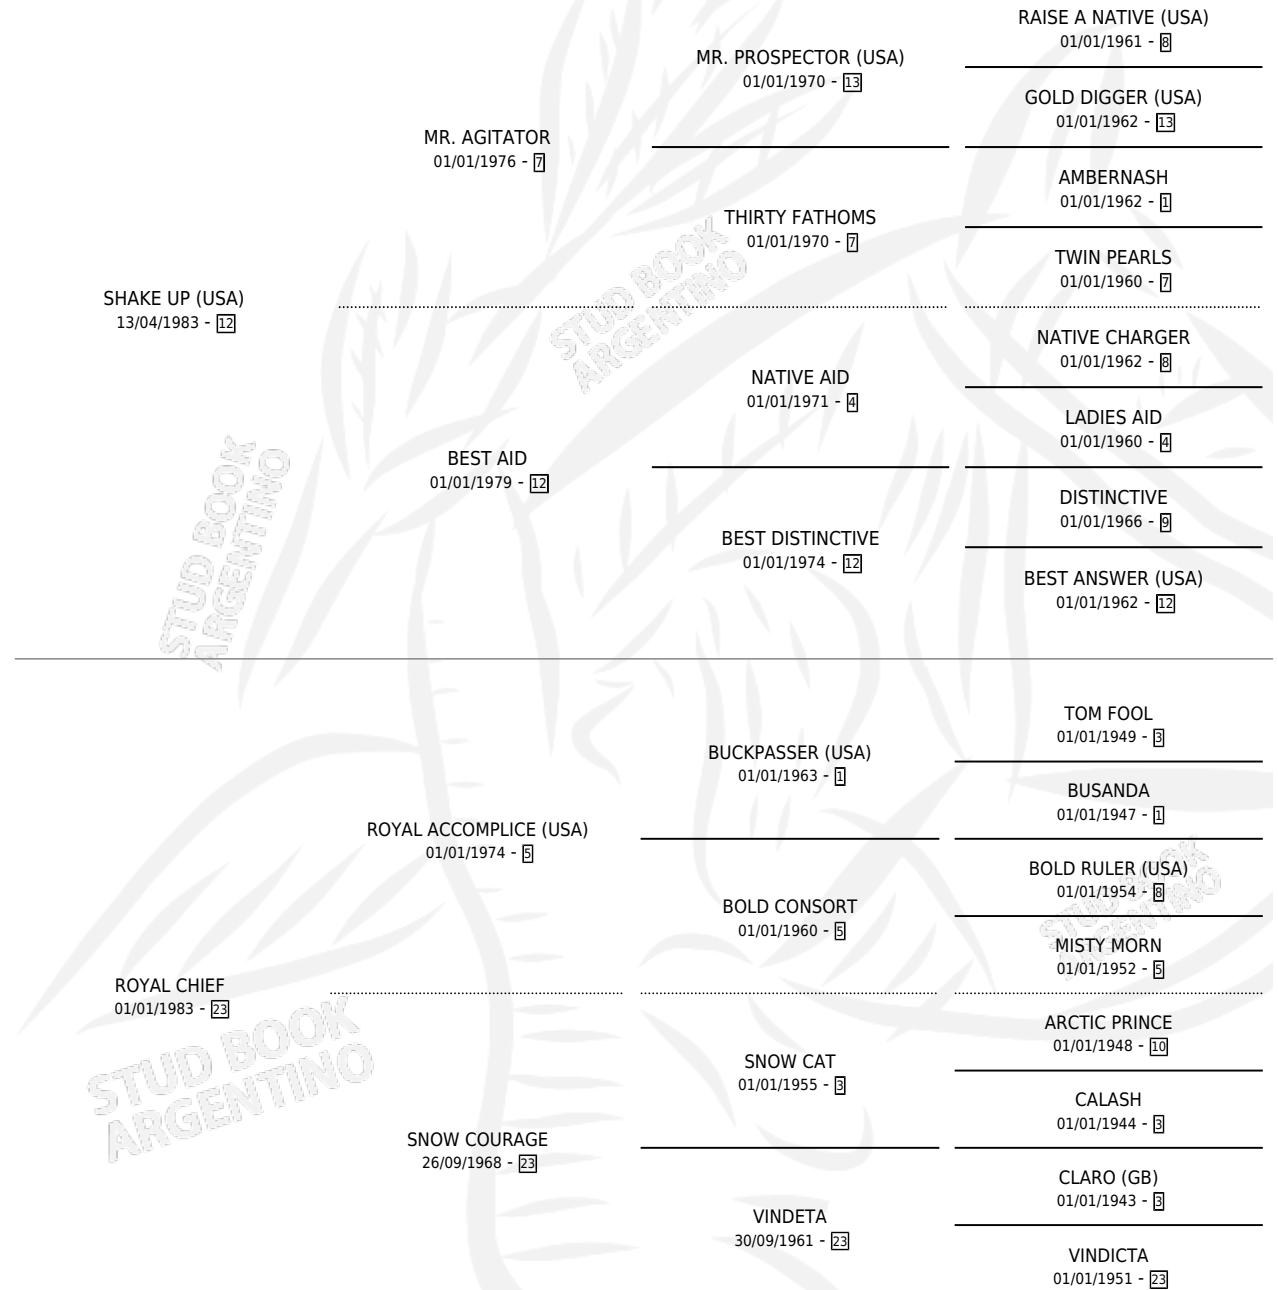 RAISE A NATIVE (USA)
01/01/1961 - 8
MR. PROSPECTOR (USA)
01/01/1970 - 13
GOLD DIGGER (USA)
01/01/1962 - 13
MR. AGITATOR
01/01/1976 - 7
AMBERNASH
01/01/1962 - 1
THIRTY FATHOMS
01/01/1970 - 7
TWIN PEARLS
01/01/1960 - 7
SHAKE UP (USA)
13/04/1983 - 12
STUD BOOK
ARGENTINO
NATIVE CHARGER
01/01/1962 - 8
NATIVE AID
01/01/1971 - 4
LADIES AID
01/01/1960 - 4
BEST AID
01/01/1979 - 12
DISTINCTIVE
01/01/1966 - 9
BEST DISTINCTIVE
01/01/1974 - 12
BEST ANSWER (USA)
01/01/1962 - 12
STUD BOOK
ARGENTINO
TOM FOOL
01/01/1949 - 3
BUCKPASSER (USA)
01/01/1963 - 1
BUSANDA
01/01/1947 - 1
ROYAL ACCOMPLICE (USA)
01/01/1974 - 5
BOLD RULER (USA)
01/01/1954 - 8
BOLD CONSORT
01/01/1960 - 5
MISTY MORN
01/01/1952 - 5
STUD BOOK
ARGENTINO
ROYAL CHIEF
01/01/1983 - 23
ARCTIC PRINCE
01/01/1948 - 10
SNOW CAT
01/01/1955 - 3
CALASH
01/01/1944 - 3
STUD BOOK
ARGENTINO
SNOW COURAGE
26/09/1968 - 23
CLARO (GB)
01/01/1943 - 3
VINDETA
30/09/1961 - 23
VINDICTA
01/01/1951 - 23